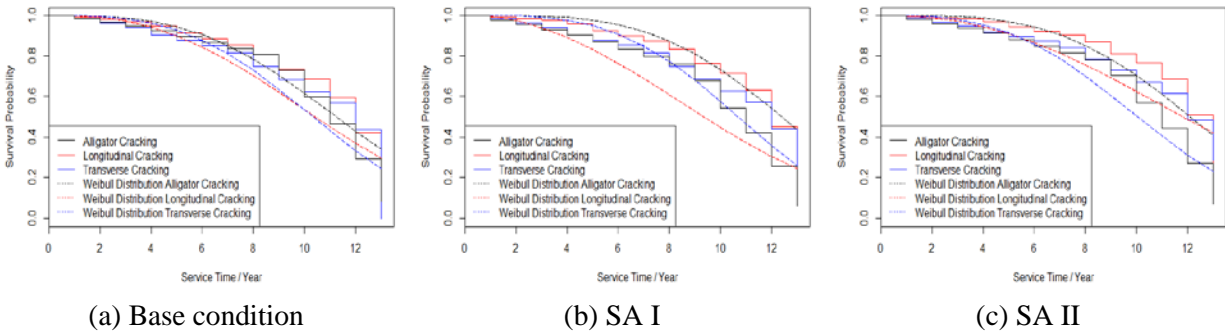 Survival Probability
0.0 0.2 0.4 0.6 0.8 1.0
Alligator Cracking
Longitudinal Cracking
Transverse Cracking
Weibull Distribution Alligator Cracking
Weibull Distribution Longitudinal Cracking
Weibull Distribution Transverse Cracking
0 2 4 6 8 10 12
Service Time / Year
(a) Base condition
Survival Probability
0.0 0.2 0.4 0.6 0.8 1.0
Alligator Cracking
Longitudinal Cracking
Transverse Cracking
Weibull Distribution Alligator Cracking
Weibull Distribution Longitudinal Cracking
Weibull Distribution Transverse Cracking
0 2 4 6 8 10 12
Service Time / Year
(b) SA I
Survival Probability
0.0 0.2 0.4 0.6 0.8 1.0
Alligator Cracking
Longitudinal Cracking
Transverse Cracking
Weibull Distribution Alligator Cracking
Weibull Distribution Longitudinal Cracking
Weibull Distribution Transverse Cracking
0 2 4 6 8 10 12
Service Time / Year
(c) SA II